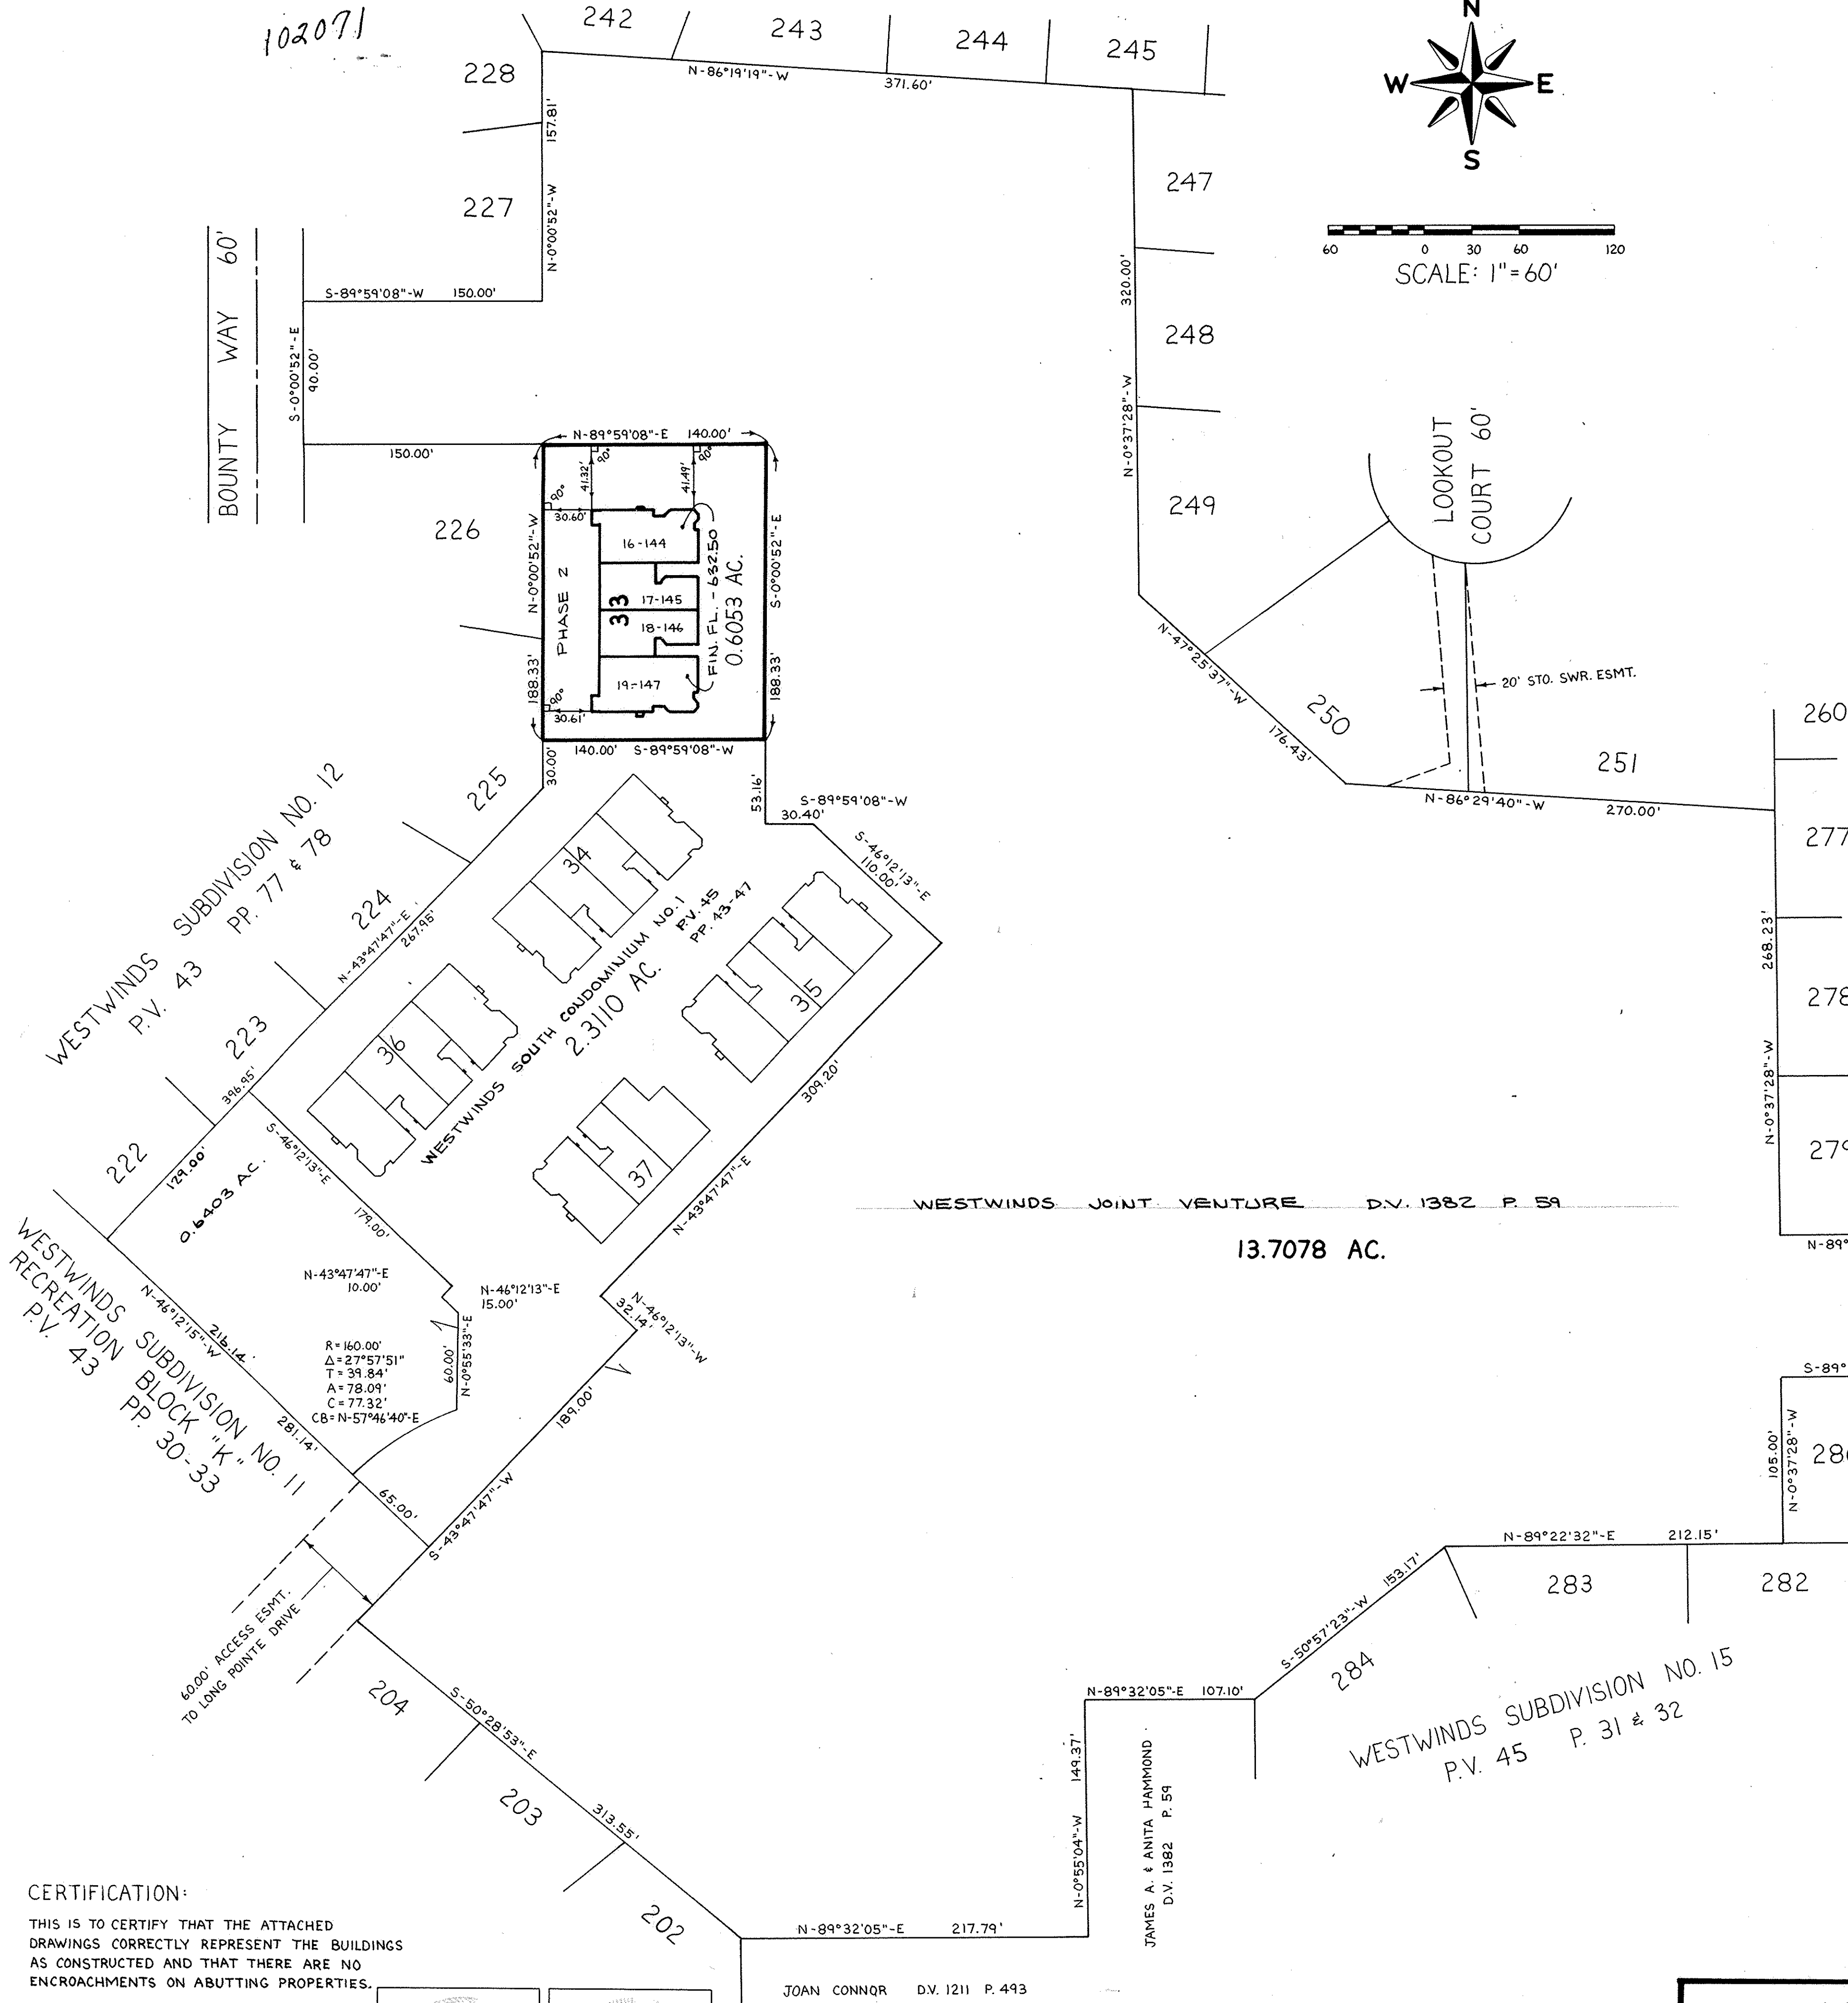 102071
242
243
244
245
228
N-86°19'19"-W
371.60'
157.81'
227
N-0°00'52"-W
N
W
E
S
60
0
30
60
120
SCALE: 1"=60'
247
320.00'
248
N-0°37'28"-W
249
BOUNTY WAY 60'
S-89°59'08"-W 150.00'
S-0°00'52"-E
90.00'
150.00'
226
N-89°59'08"-E 140.00'
90°
90°
41.32'
41.49'
90°
30.60'
N-0°00'52"-W
188.33'
PHASE 2
16-144
17-145
33
18-146
19-147
FIN. FL. - 632.50
0.6053 AC.
S-0°00'52"-E
188.33'
90°
30.61'
140.00' S-89°59'08"-W
30.00'
53.16'
S-89°59'08"-W
30.40'
S-46°12'13"-E
110.00'
LOOKOUT
COURT 60'
20' STO. SWR. ESMT.
N-47°25'37"-W
176.43'
250
251
260
N-86°29'40"-W
270.00'
277
268.23'
278
N-0°37'28"-W
279
N-89°
225
WESTWINDS SUBDIVISION NO. 12
P.V. 43 PP. 77 & 78
224
N-43°47'47"-E
267.95'
34
WESTWINDS SOUTH CONDOMINIUM NO. 1
P.V. 45
PP. 43-47
2.3110 AC.
35
36
37
223
396.95'
222
129.00'
0.6403 AC.
S-46°12'13"-E
179.00'
309.20'
N-43°47'47"-E
WESTWINDS JOINT VENTURE D.V. 1382 P. 59
13.7078 AC.
N-43°47'47"-E
10.00'
N-46°12'13"-E
15.00'
N-46°12'13"-W
32.14'
60.00'
N-0°55'33"-E
R=160.00'
Δ=27°57'51"
T=39.84'
A=78.09'
C=77.32'
CB=N-57°46'40"-E
N-46°12'15"-W
216.14'
281.14'
65.00'
WESTWINDS SUBDIVISION NO. 11
RECREATION BLOCK "K"
P.V. 43 PP. 30-33
189.00'
S-43°47'47"-W
60.00' ACCESS ESMT.
TO LONG POINTE DRIVE
204
S-50°28'53"-E
203
313.55'
202
N-89°32'05"-E 217.79'
JOAN CONNOR D.V. 1211 P. 493
N-0°55'04"-W 149.37'
JAMES A. & ANITA HAMMOND
D.V. 1382 P. 59
N-89°32'05"-E 107.10'
S-50°57'23"-W 153.17'
284
N-89°22'32"-E 212.15'
283
282
S-89°
105.00'
N-0°37'28"-W
28
WESTWINDS SUBDIVISION NO. 15
P.V. 45 P. 31 & 32
CERTIFICATION:
THIS IS TO CERTIFY THAT THE ATTACHED
DRAWINGS CORRECTLY REPRESENT THE BUILDINGS
AS CONSTRUCTED AND THAT THERE ARE NO
ENCROACHMENTS ON ABUTTING PROPERTIES.